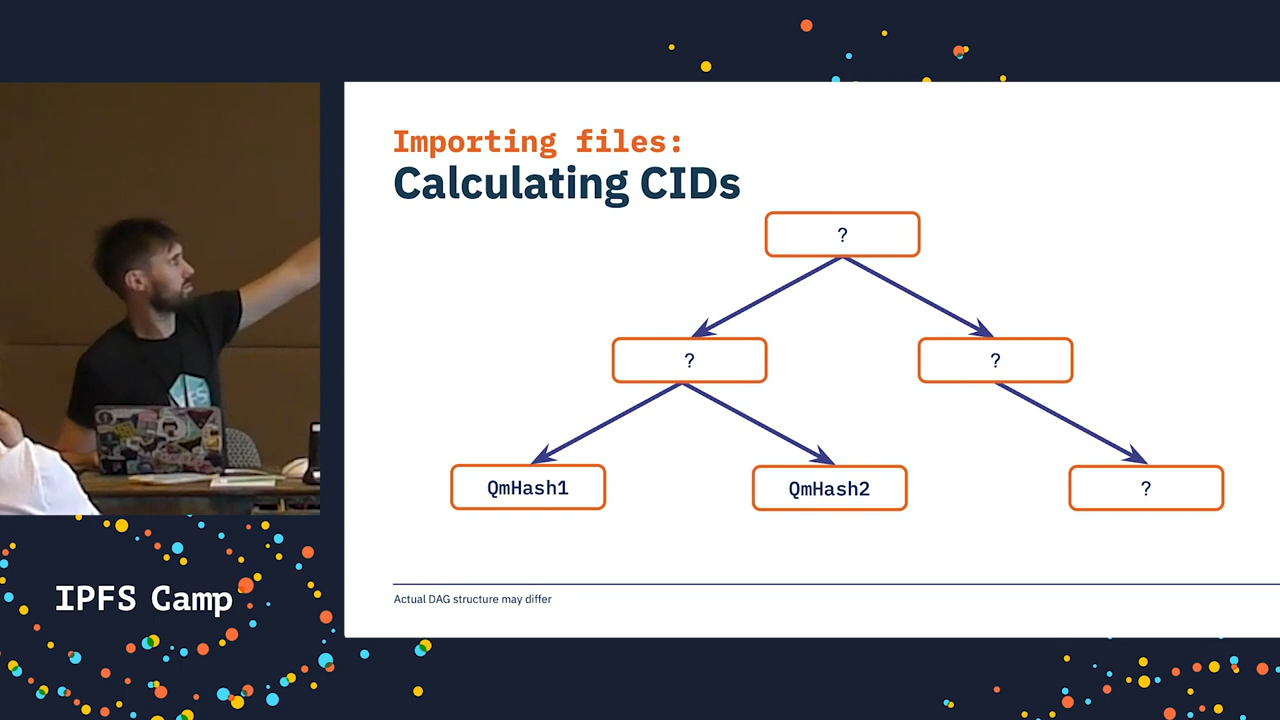 Importing files:
Calculating CIDs
?
?
?
QmHash1
QmHash2
?
Actual DAG structure may differ
IPFS Camp